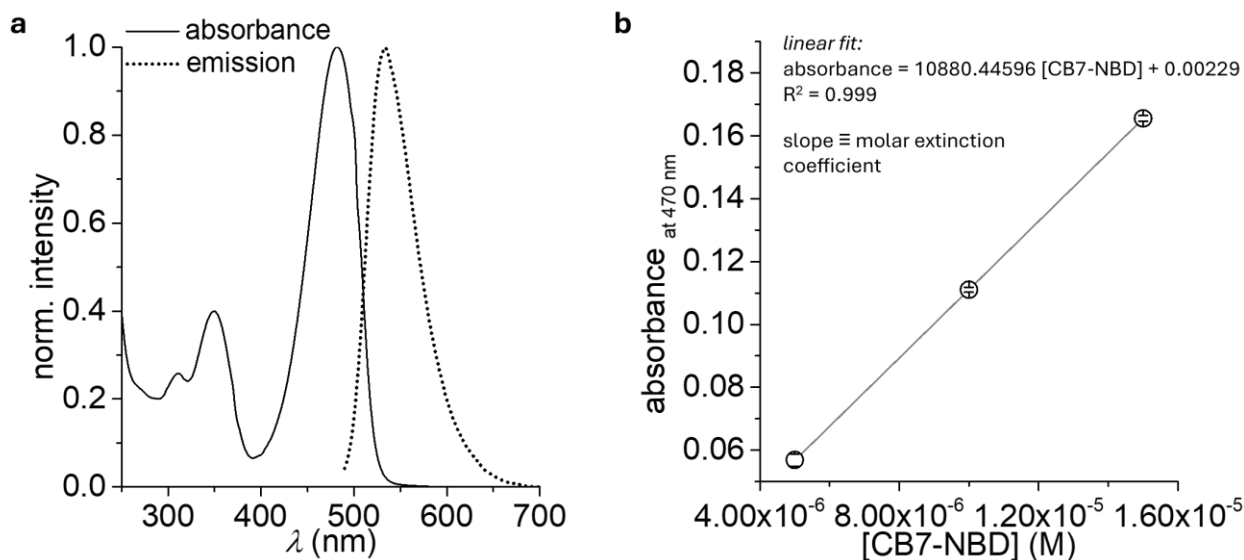 a
absorbance
emission
norm. intensity
1.0
0.8
0.6
0.4
0.2
0.0
300 400 500 600 700
λ (nm)
b
linear fit:
absorbance = 10880.44596 [CB7-NBD] + 0.00229
R² = 0.999
slope ≡ molar extinction
coefficient
absorbance at 470 nm
0.18
0.16
0.14
0.12
0.10
0.08
0.06
4.00x10⁻⁶ 8.00x10⁻⁶ 1.20x10⁻⁵ 1.60x10⁻⁵
[CB7-NBD] (M)